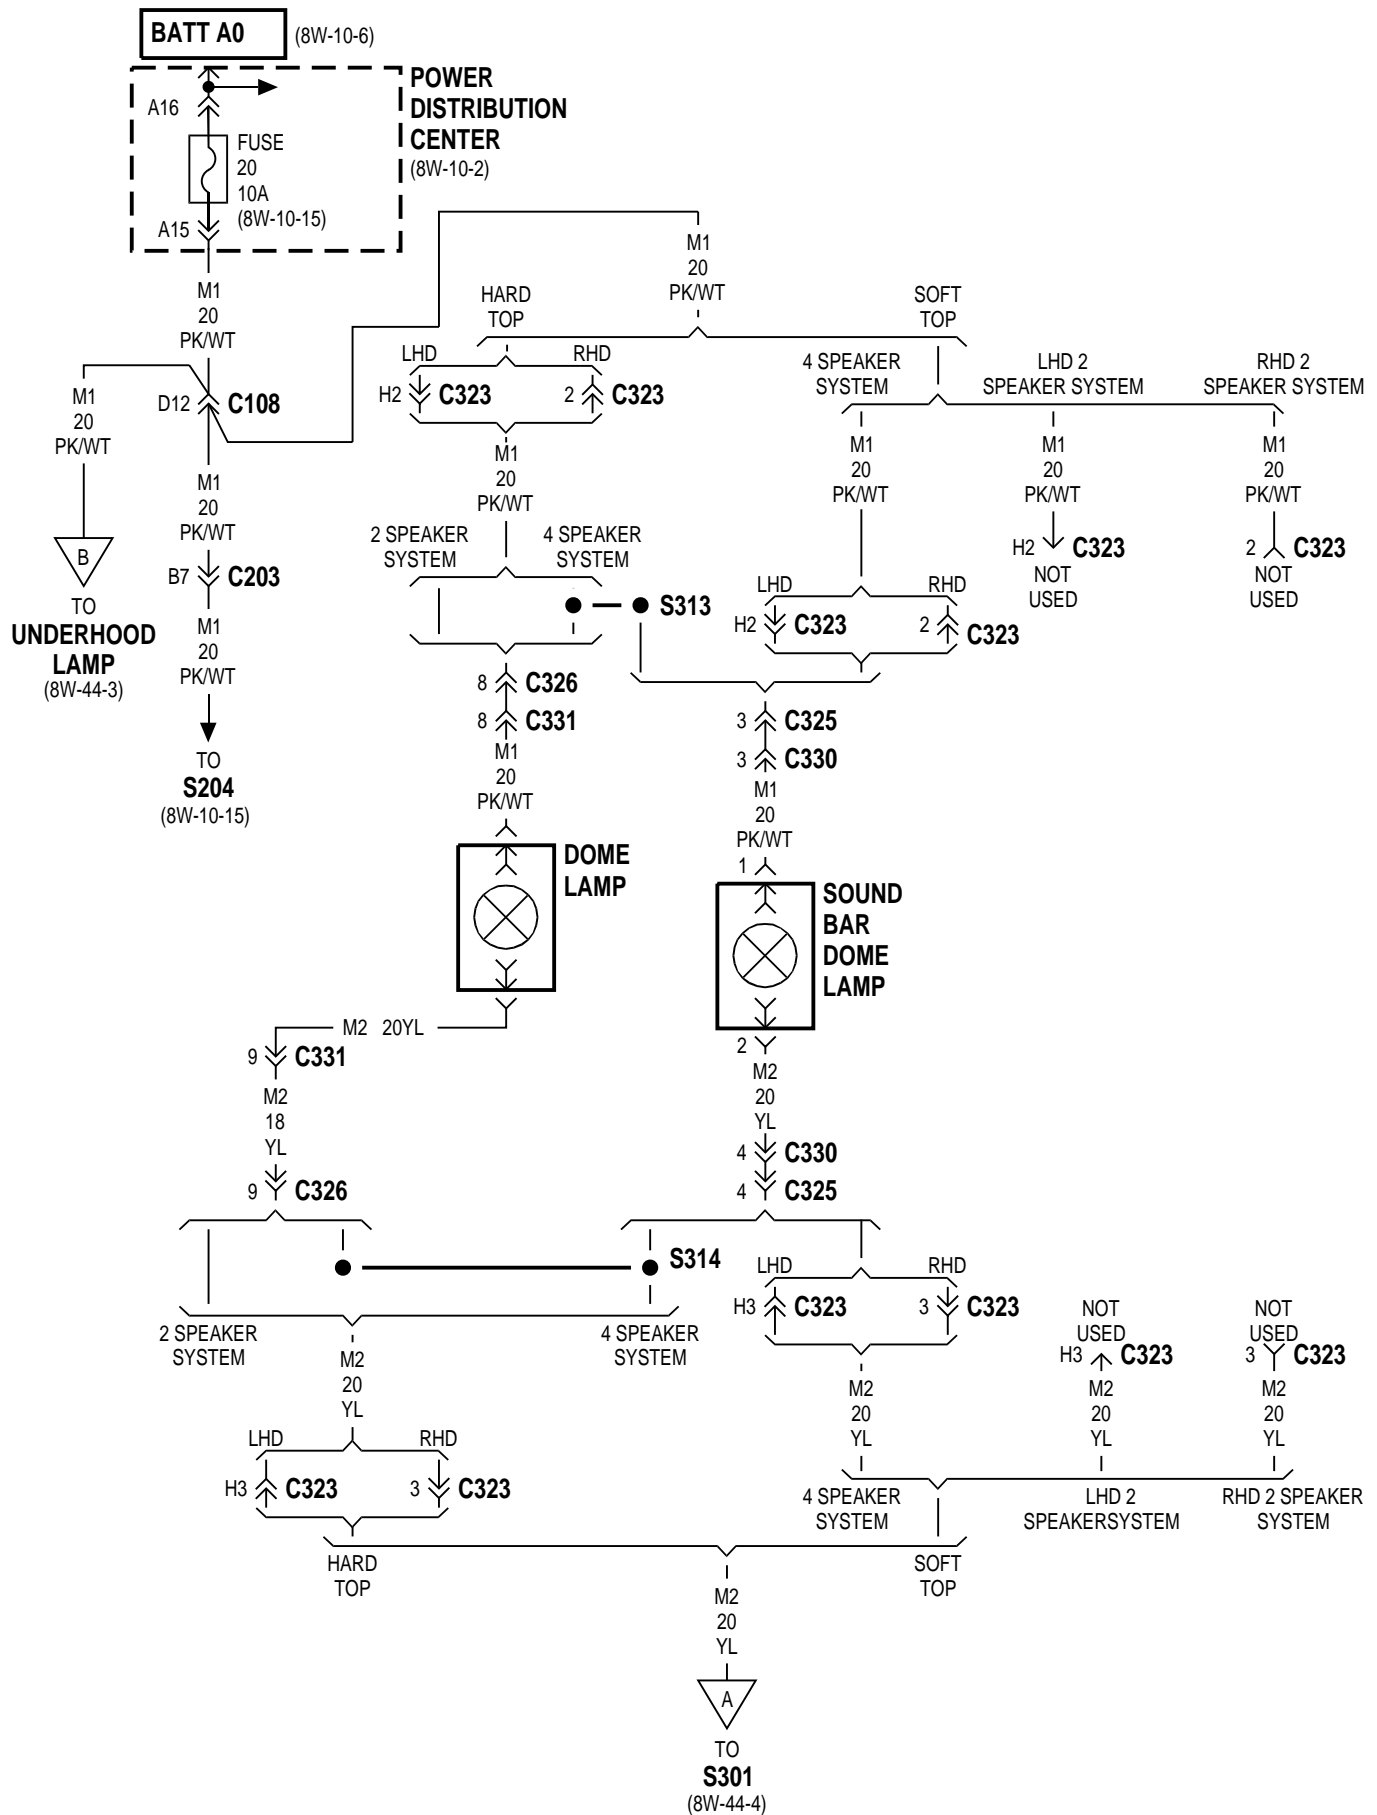 BATT A0 (8W-10-6)
POWER
DISTRIBUTION
CENTER
(8W-10-2)
A16
FUSE
20
10A
(8W-10-15)
A15
M1
20
PK/WT
M1
20
PK/WT
D12 C108
M1
20
PK/WT
B
TO
UNDERHOOD
LAMP
(8W-44-3)
M1
20
PK/WT
B7 C203
M1
20
PK/WT
TO
S204
(8W-10-15)
HARD
TOP
SOFT
TOP
LHD
RHD
H2 C323
2 C323
M1
20
PK/WT
2 SPEAKER
SYSTEM
4 SPEAKER
SYSTEM
S313
8 C326
8 C331
M1
20
PK/WT
DOME
LAMP
4 SPEAKER
SYSTEM
LHD 2
SPEAKER SYSTEM
RHD 2
SPEAKER SYSTEM
M1
20
PK/WT
M1
20
PK/WT
M1
20
PK/WT
H2 C323
NOT
USED
2 C323
NOT
USED
LHD
RHD
H2 C323
2 C323
3 C325
3 C330
M1
20
PK/WT
1
SOUND
BAR
DOME
LAMP
2
M2
20
YL
4 C330
4 C325
M2 20YL
9 C331
M2
18
YL
9 C326
S314
2 SPEAKER
SYSTEM
4 SPEAKER
SYSTEM
M2
20
YL
LHD
RHD
H3 C323
3 C323
LHD
RHD
H3 C323
3 C323
NOT
USED
H3 C323
NOT
USED
3 C323
M2
20
YL
M2
20
YL
M2
20
YL
4 SPEAKER
SYSTEM
LHD 2
SPEAKERSYSTEM
RHD 2 SPEAKER
SYSTEM
HARD
TOP
SOFT
TOP
M2
20
YL
A
TO
S301
(8W-44-4)